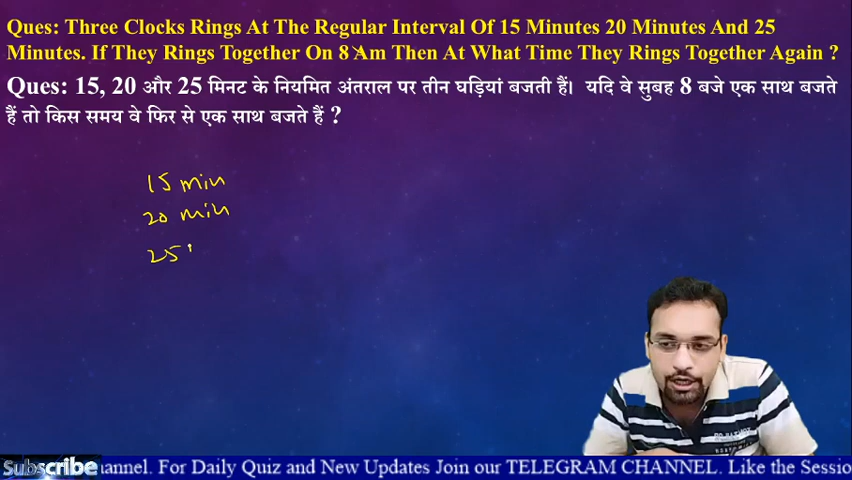 Ques: Three Clocks Rings At The Regular Interval Of 15 Minutes 20 Minutes And 25
Minutes. If They Rings Together On 8 Am Then At What Time They Rings Together Again ?
Ques: 15, 20 और 25 मिनट के नियमित अंतराल पर तीन घड़ियां बजती हैं। यदि वे सुबह 8 बजे एक साथ बजते
हैं तो किस समय वे फिर से एक साथ बजते हैं ?
15 min
20 min
25
Subscribe hannel. For Daily Quiz and New Updates Join our TELEGRAM CHANNEL. Like the Sessio